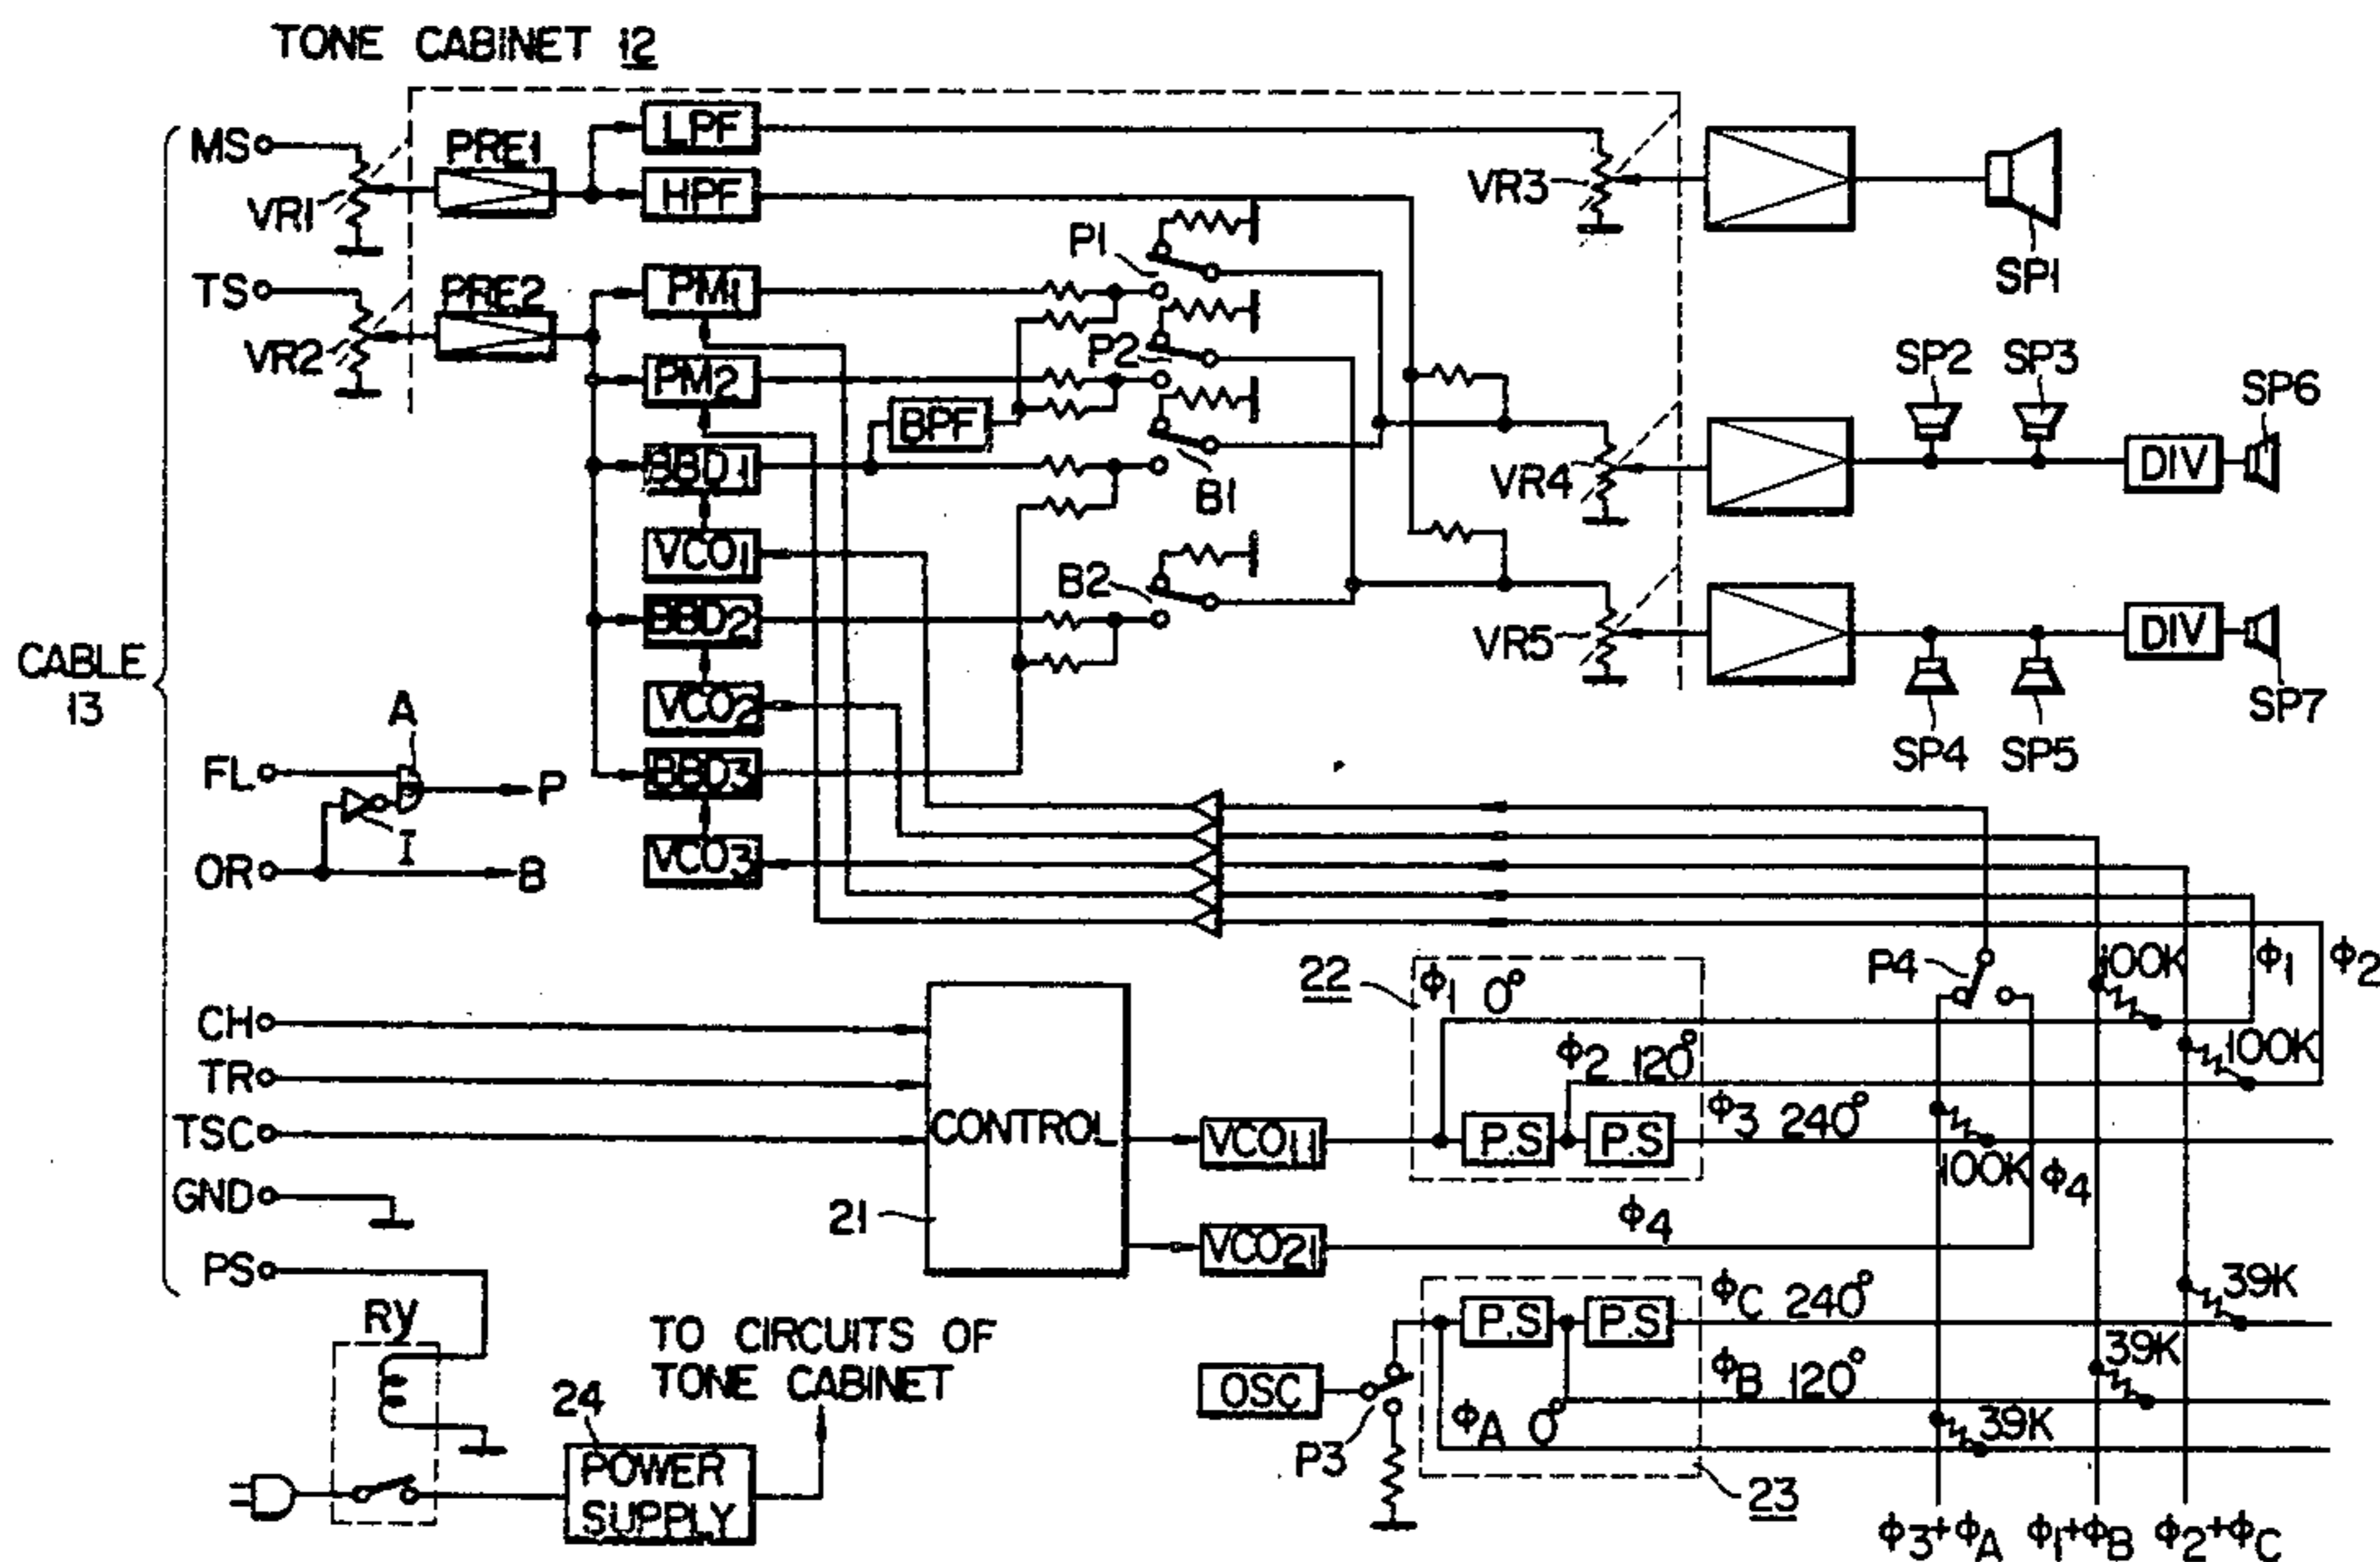 TONE CABINET 12
MS
VR1
PRE1
LPF
HPF
VR3
SP1
TS
VR2
PRE2
PM1
P1
P2
PM2
BPF
BBD1
B1
VR4
SP2
SP3
SP6
DIV
VCO1
BBD2
B2
VR5
DIV
SP7
SP4
SP5
VCO2
BBD3
VCO3
CABLE
13
FL
A
P
I
OR
B
CH
TR
TSC
GND
PS
CONTROL
21
VCO11
VCO21
22
ϕ1 0°
ϕ2 120°
P.S
P.S
ϕ3 240°
ϕ4
P4
100K
ϕ1
ϕ2
100K
100K
ϕ4
RY
TO CIRCUITS OF
TONE CABINET
24
POWER
SUPPLY
OSC
P3
P.S
P.S
ϕC 240°
ϕB 120°
ϕA 0°
23
39K
39K
39K
ϕ3+ϕA
ϕ1+ϕB
ϕ2+ϕC